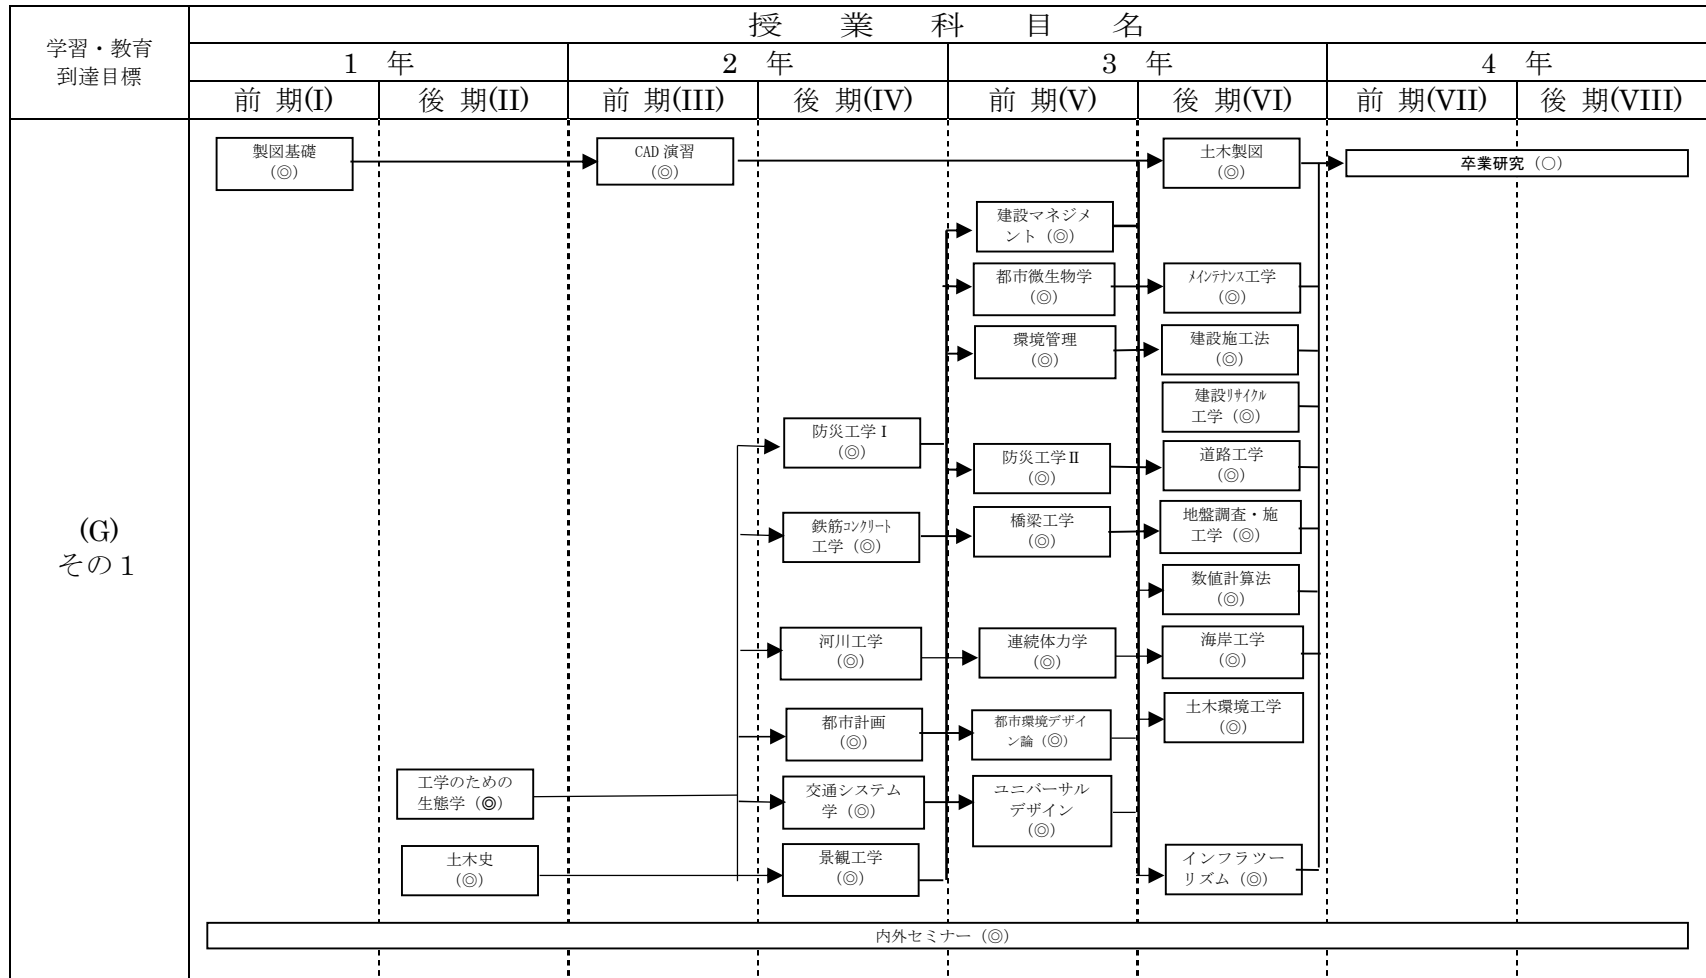 授 業 科 目 名
学習・教育
到達目標
1 年
2 年
3 年
4 年
前 期(I)
後 期(II)
前 期(III)
後 期(IV)
前 期(V)
後 期(VI)
前 期(VII)
後 期(VIII)
(G)
その１
製図基礎
（◎）
CAD 演習
（◎）
土木製図
（◎）
卒業研究（○）
建設マネジメ
ント（◎）
都市微生物学
（◎）
ﾒｲﾝﾃﾅﾝｽ工学
（◎）
環境管理
（◎）
建設施工法
（◎）
建設ﾘｻｲｸﾙ
工学（◎）
防災工学Ⅰ
（◎）
防災工学Ⅱ
（◎）
道路工学
（◎）
鉄筋ｺﾝｸﾘｰﾄ
工学（◎）
橋梁工学
（◎）
地盤調査・施
工学（◎）
数値計算法
（◎）
河川工学
（◎）
連続体力学
（◎）
海岸工学
（◎）
都市計画
（◎）
都市環境デザイ
ン論（◎）
土木環境工学
（◎）
工学のための
生態学（◎）
交通システム
学（◎）
ユニバーサル
デザイン
（◎）
土木史
（◎）
景観工学
（◎）
インフラツー
リズム（◎）
内外セミナー（◎）